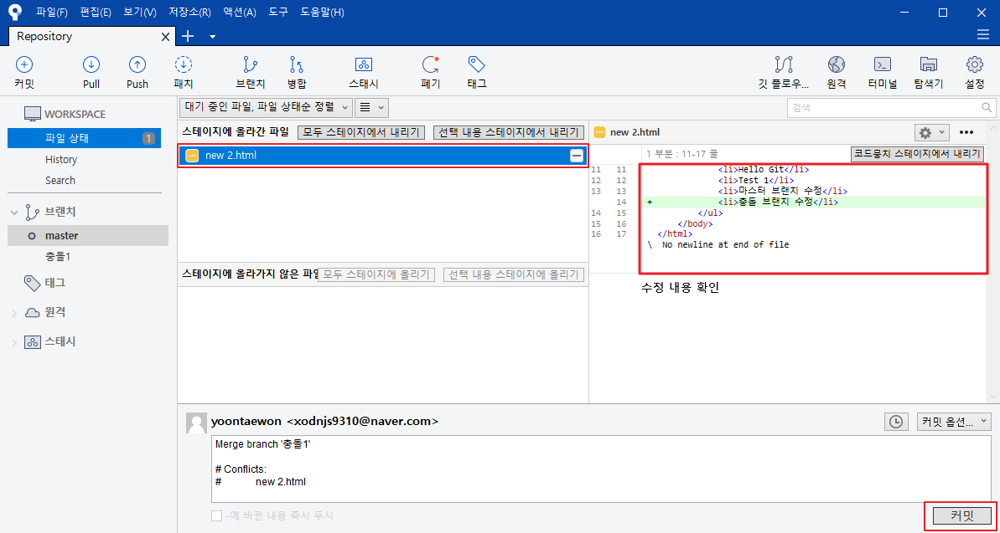 파일(F) 편집(E) 보기(V) 저장소(R) 액션(A) 도구 도움말(H)
Repository
커밋 Pull Push 패치 브랜치 병합 스태시 폐기 태그 깃 플로우... 원격 터미널 탐색기 설정
WORKSPACE
파일 상태 1
History
Search
브랜치
master
충돌1
태그
원격
스태시
대기 중인 파일, 파일 상태순 정렬
검색
스테이지에 올라간 파일 모두 스테이지에서 내리기 선택 내용 스테이지에서 내리기
new 2.html
스테이지에 올라가지 않은 파일 모두 스테이지에 올리기 선택 내용 스테이지에 올리기
new 2.html
1 부분 : 11-17 줄 코드뭉치 스테이지에서 내리기
11 11 <li>Hello Git</li>
12 12 <li>Test 1</li>
13 13 <li>마스터 브랜치 수정</li>
14 + <li>충돌 브랜치 수정</li>
14 15 </ul>
15 16 </body>
16 17 </html>
\ No newline at end of file
수정 내용 확인
yoontaewon <xodnjs9310@naver.com>
커밋 옵션...
Merge branch '충돌1'
# Conflicts:
# new 2.html
-에 바뀐 내용 즉시 푸시
커밋